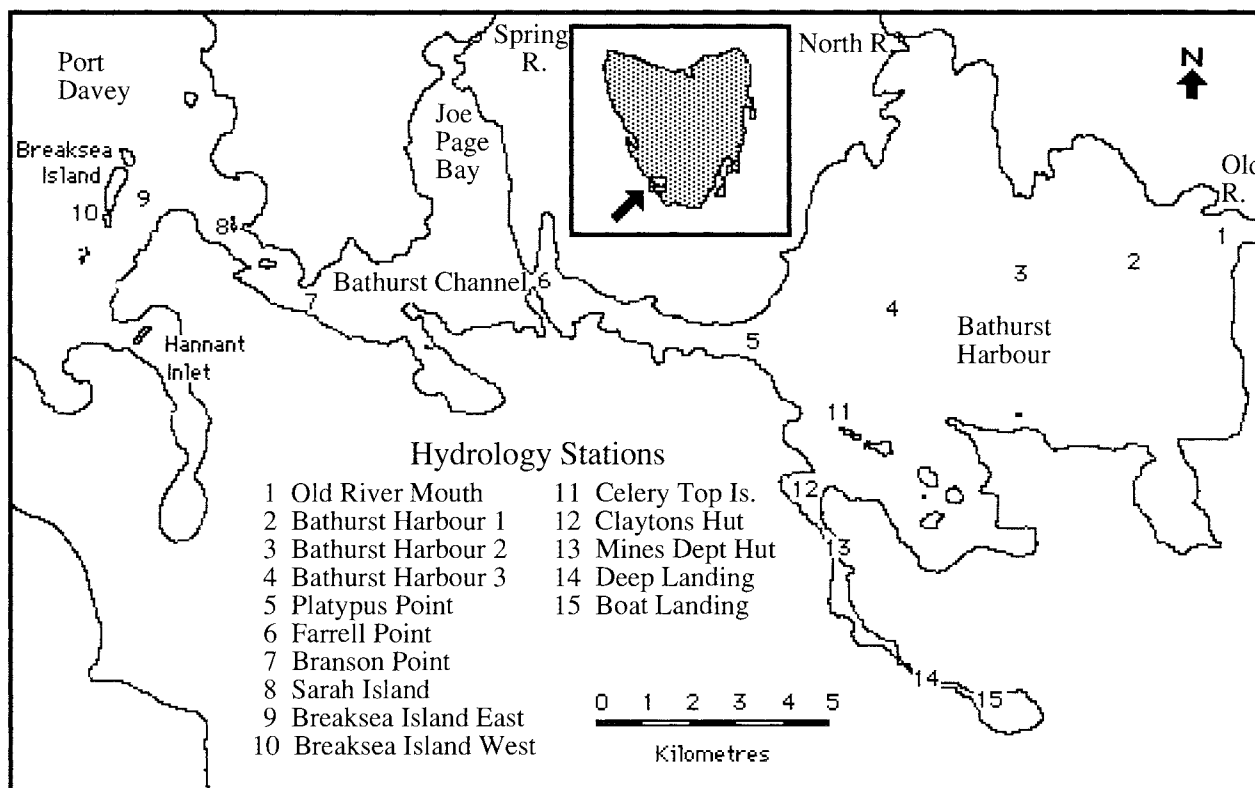 Port
Davey
Spring
R.
North R.
N
Joe
Page
Bay
Breaksea
Island
9
10
8
Old
R.
1
2
3
4
Bathurst Channel
6
7
5
Bathurst
Harbour
Hannant
Inlet
11
12
13
14
15
Hydrology Stations
1 Old River Mouth
2 Bathurst Harbour 1
3 Bathurst Harbour 2
4 Bathurst Harbour 3
5 Platypus Point
6 Farrell Point
7 Branson Point
8 Sarah Island
9 Breaksea Island East
10 Breaksea Island West
11 Celery Top Is.
12 Claytons Hut
13 Mines Dept Hut
14 Deep Landing
15 Boat Landing
0 1 2 3 4 5
Kilometres